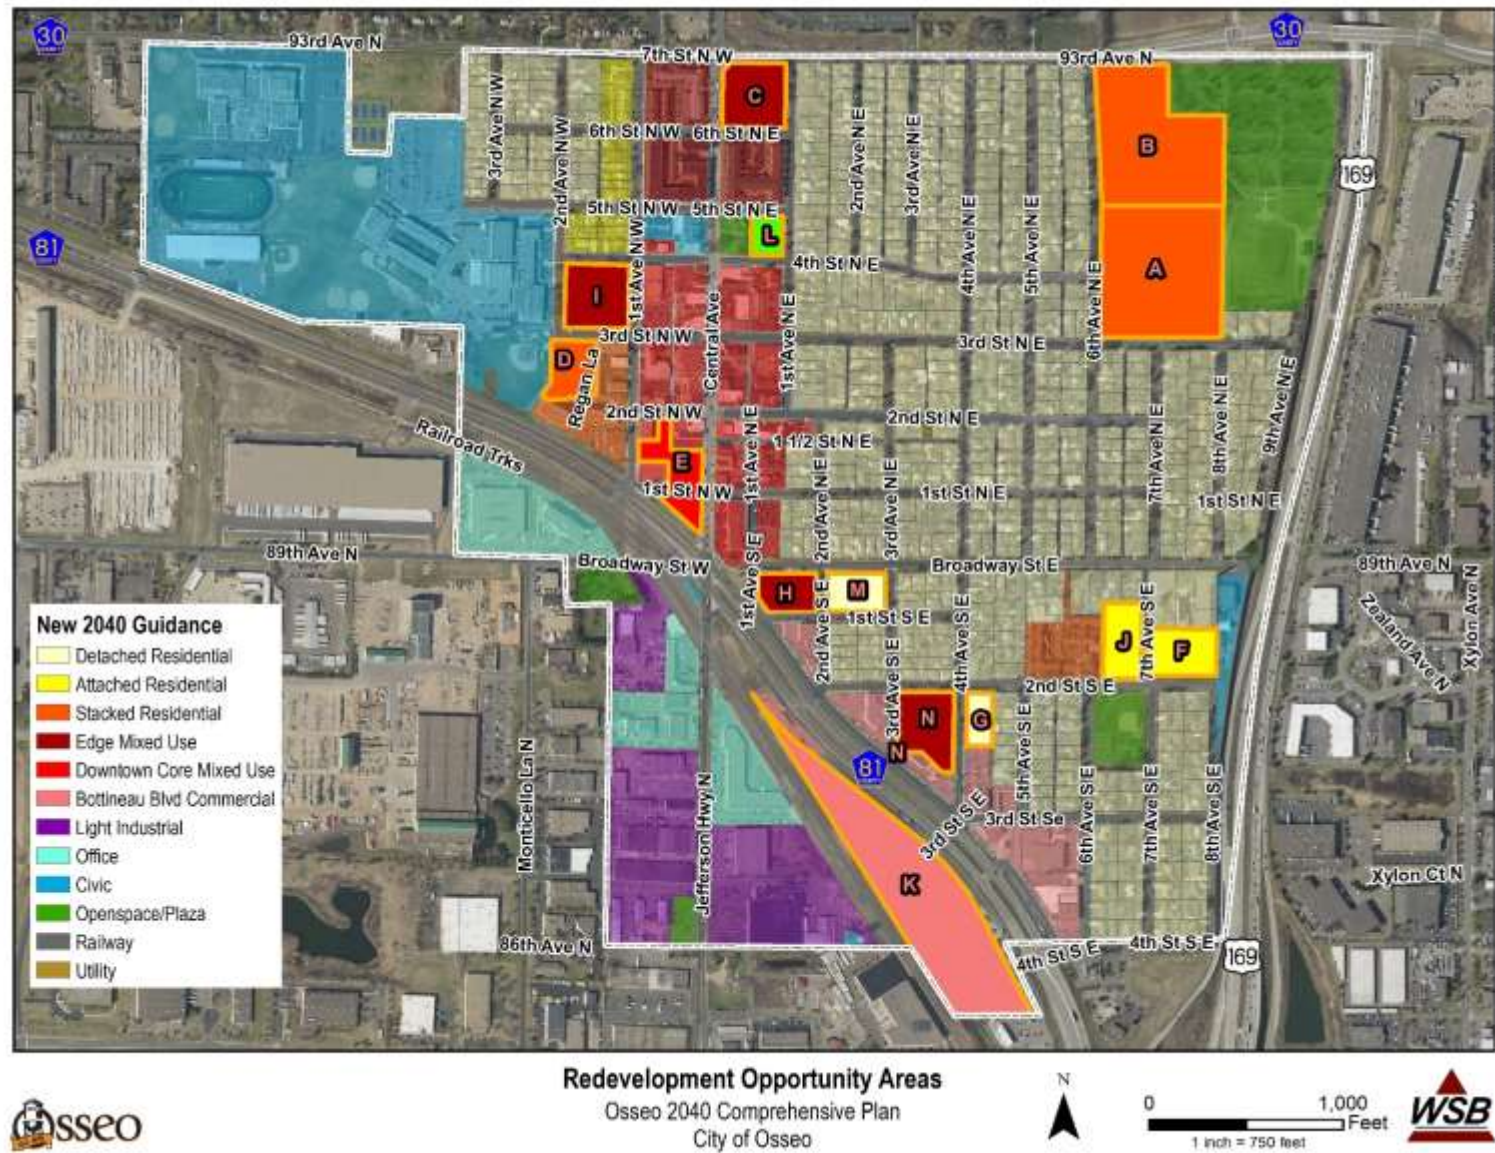 30
93rd Ave N
7th St N W
93rd Ave N
30
3rd Ave N W
2nd Ave N W
6th St N W
6th St N E
C
2nd Ave N E
3rd Ave N E
B
169
5th St N W
5th St N E
L
4th St N E
4th Ave N E
5th Ave N E
A
81
I
1st Ave N W
3rd St N W
Central Ave
1st Ave N E
3rd St N E
6th Ave N E
D
Regan La
2nd St N W
2nd St N E
1 1/2 St N E
9th Ave N E
8th Ave N E
7th Ave N E
Railroad Trks
E
1st St N W
1st Ave N E
2nd Ave N E
3rd Ave N E
1st St N E
1st St N E
89th Ave N
Broadway St W
Broadway St E
89th Ave N
1st Ave S E
H
2nd Ave S E
M
1st St S E
J
7th Ave S E
F
Zealand Ave N
Xylon Ave N
3rd Ave S E
4th Ave S E
2nd St S E
N
N
G
5th Ave S E
81
3rd St S E
3rd St Se
6th Ave S E
7th Ave S E
8th Ave S E
Monticello La N
Jefferson Hwy N
K
Xylon Ct N
86th Ave N
4th St S E
4th St S E
169
New 2040 Guidance
Detached Residential
Attached Residential
Stacked Residential
Edge Mixed Use
Downtown Core Mixed Use
Bottineau Blvd Commercial
Light Industrial
Office
Civic
Openspace/Plaza
Railway
Utility
Osseo
Redevelopment Opportunity Areas
Osseo 2040 Comprehensive Plan
City of Osseo
N
0 1,000
Feet
1 inch = 750 feet
WSB